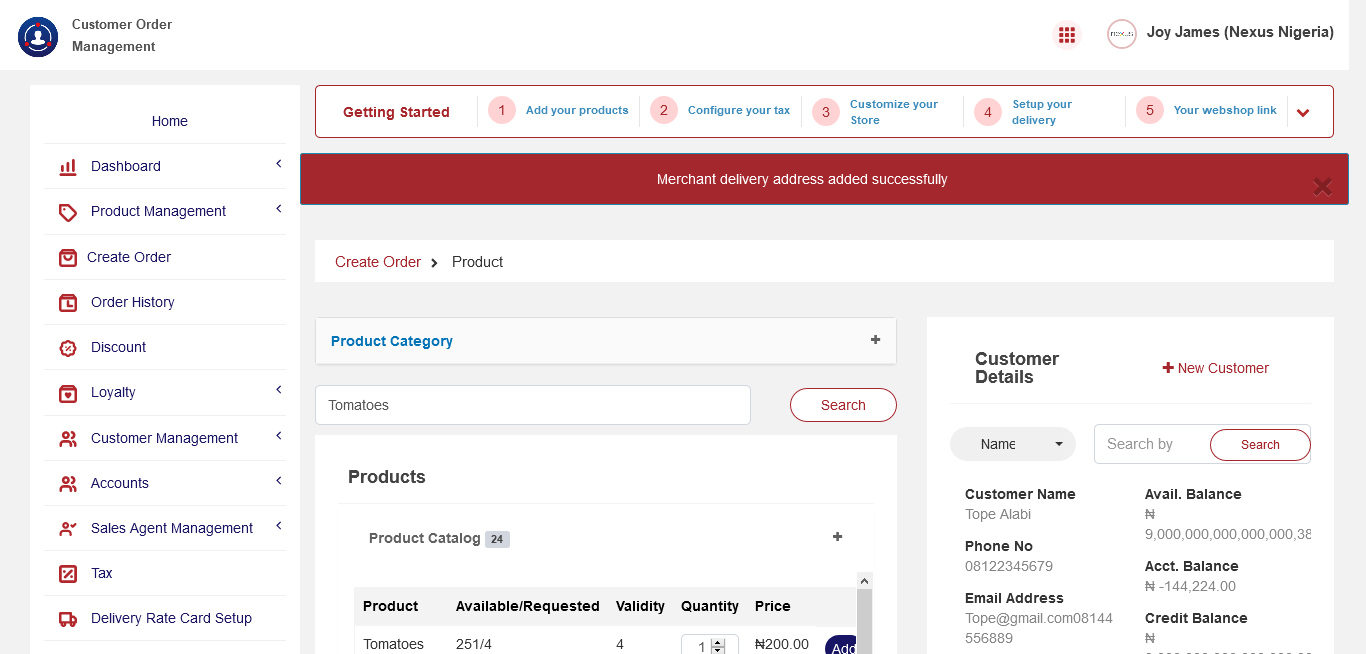 Customer Order
Management
nexus
Joy James (Nexus Nigeria)
Home
Dashboard
Product Management
Create Order
Order History
Discount
Loyalty
Customer Management
Accounts
Sales Agent Management
Tax
Delivery Rate Card Setup
Getting Started
1 Add your products
2 Configure your tax
3 Customize your
Store
4 Setup your
delivery
5 Your webshop link
Merchant delivery address added successfully
Create Order Product
Product Category +
Tomatoes Search
Products
Product Catalog 24 +
Product Available/Requested Validity Quantity Price
Tomatoes 251/4 4 1 ₦200.00 Add
Customer
Details
+ New Customer
Name Search by Search
Customer Name
Tope Alabi
Phone No
08122345679
Email Address
Tope@gmail.com08144
556889
Avail. Balance
₦
9,000,000,000,000,000,38
Acct. Balance
₦ -144,224.00
Credit Balance
₦